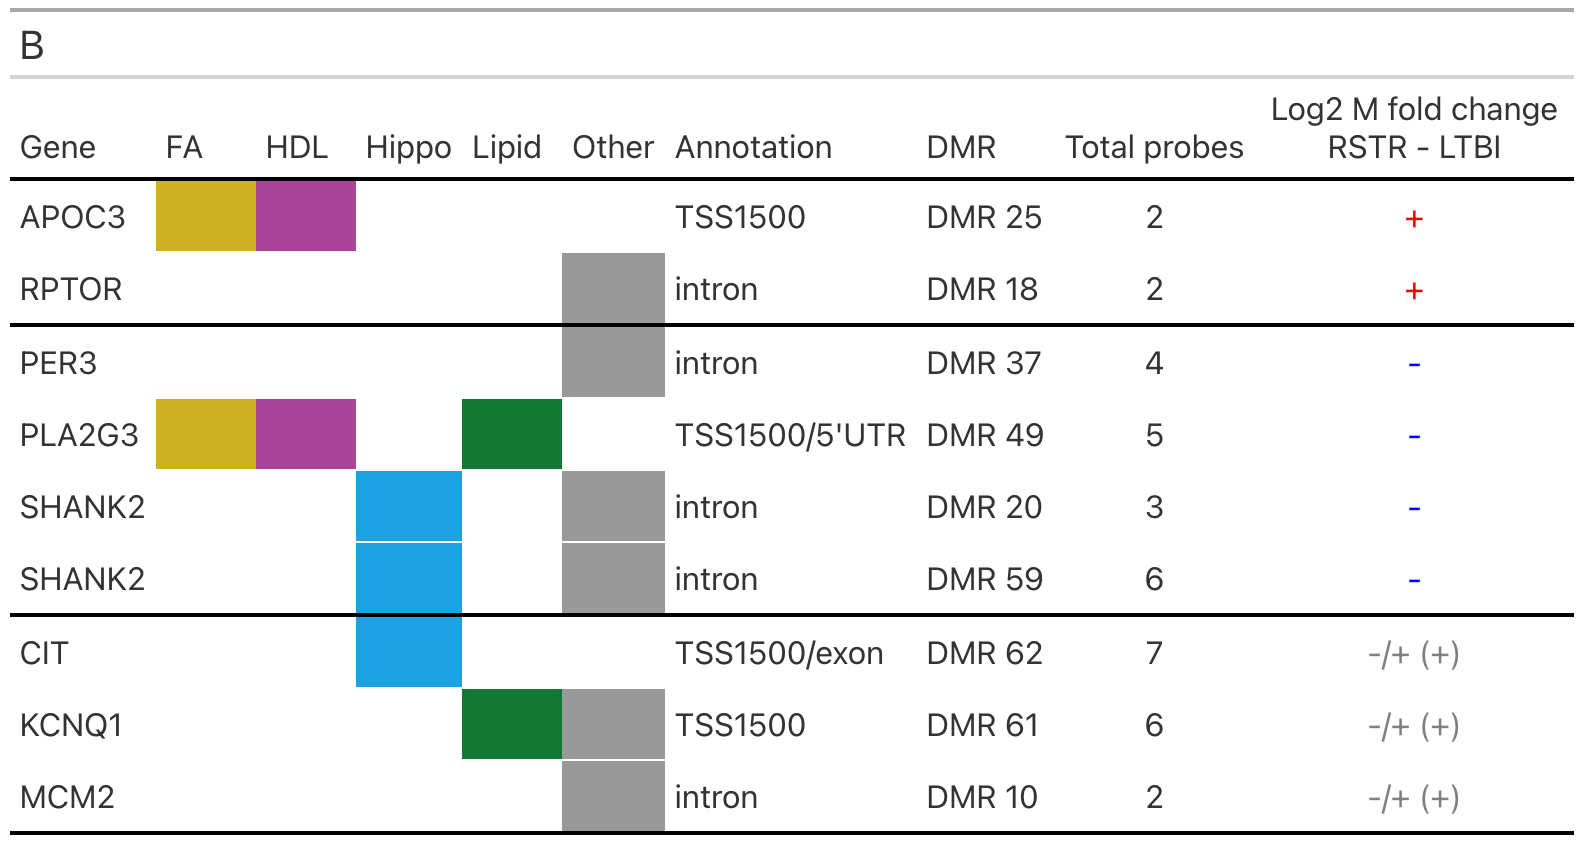 B
Log2 M fold change
Gene FA HDL Hippo Lipid Other Annotation DMR Total probes RSTR - LTBI
APOC3 TSS1500 DMR 25 2 +
RPTOR intron DMR 18 2 +
PER3 intron DMR 37 4 -
PLA2G3 TSS1500/5'UTR DMR 49 5 -
SHANK2 intron DMR 20 3 -
SHANK2 intron DMR 59 6 -
CIT TSS1500/exon DMR 62 7 -/+ (+)
KCNQ1 TSS1500 DMR 61 6 -/+ (+)
MCM2 intron DMR 10 2 -/+ (+)